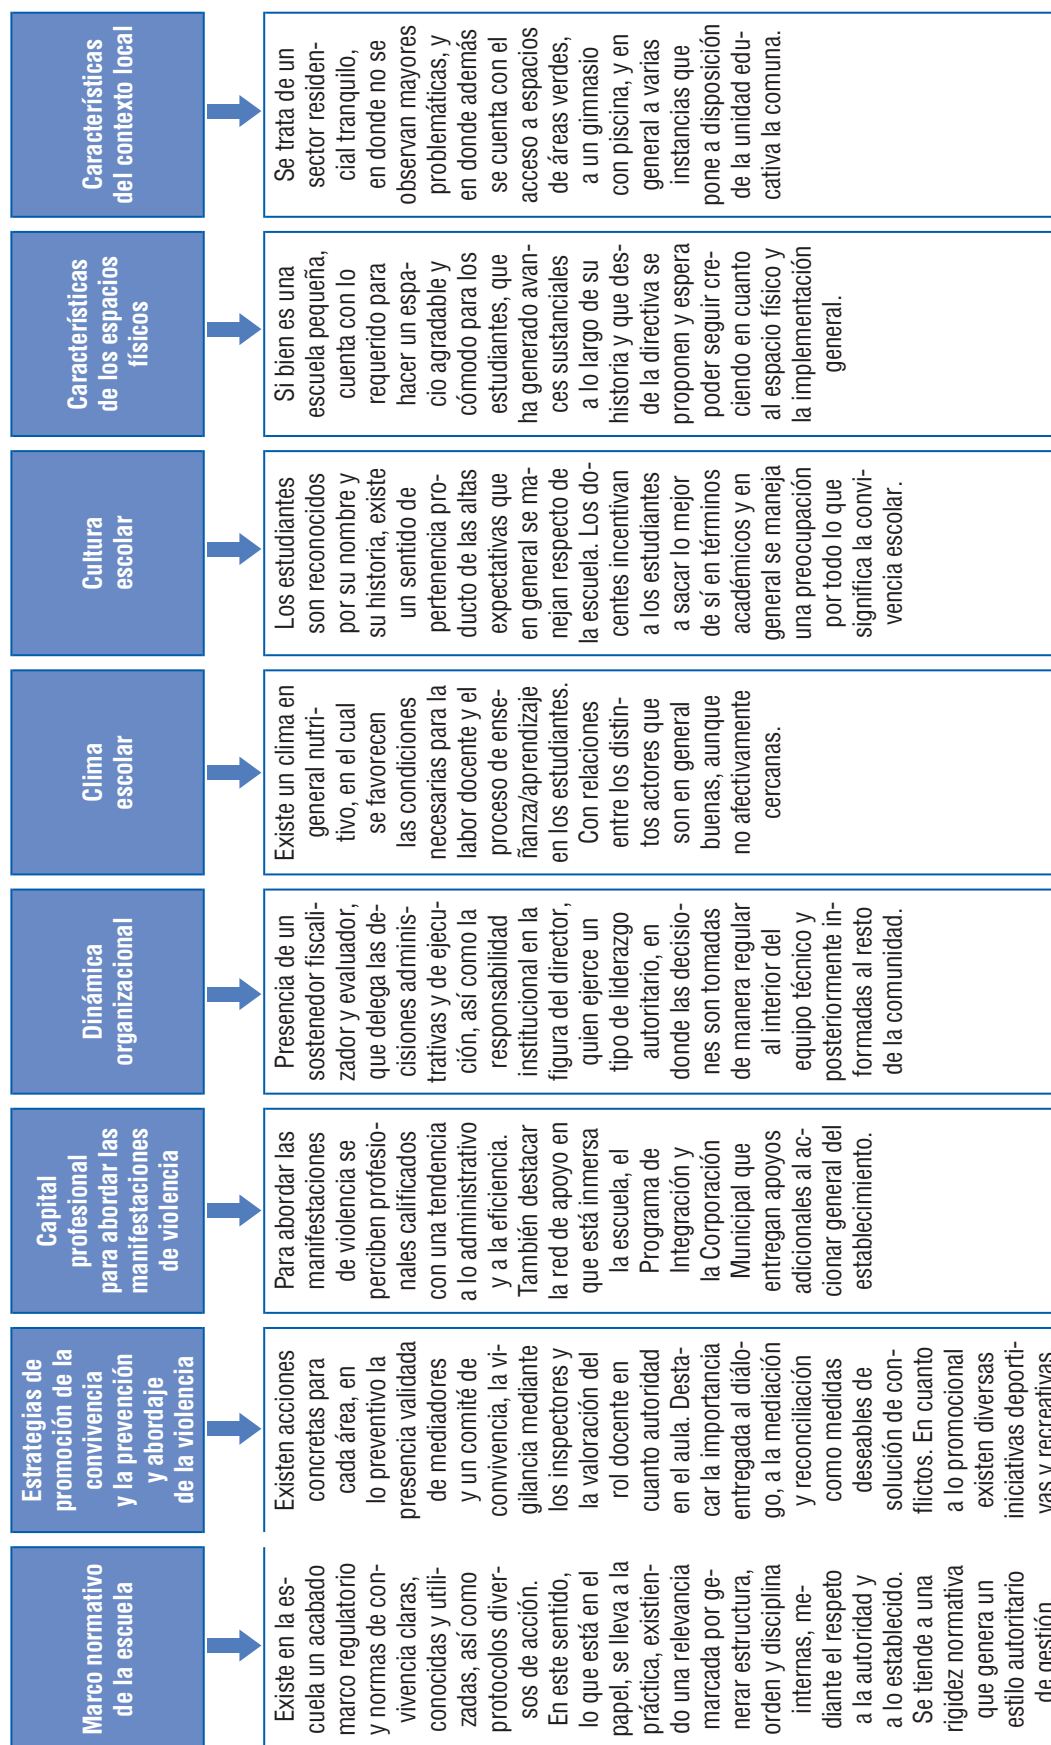 Marco normativo
de la escuela
Existe en la es-
cuela un acabado
marco regulatorio
y normas de con-
vivencia claras,
conocidas y utili-
zadas, así como
protocolos diver-
sos de acción.
En este sentido,
lo que está en el
papel, se lleva a la
práctica, existien-
do una relevancia
marcada por ge-
nerar estructura,
orden y disciplina
internas, me-
diante el respeto
a la autoridad y
a lo establecido.
Se tiende a una
rigidez normativa
que genera un
estilo autoritario
de gestión
Estrategias de
promoción de la
convivencia
y la prevención
y abordaje
de la violencia
Existen acciones
concretas para
cada área, en
lo preventivo la
presencia validada
de mediadores
y un comité de
convivencia, la vi-
gilancia mediante
los inspectores y
la valoración del
rol docente en
cuanto autoridad
en el aula. Desta-
car la importancia
entregada al diálo-
go, a la mediación
y reconciliación
como medidas
deseables de
solución de con-
flictos. En cuanto
a lo promocional
existen diversas
iniciativas deporti-
vas y recreativas
Capital
profesional
para abordar las
manifestaciones
de violencia
Para abordar las
manifestaciones
de violencia se
perciben profesio-
nales calificados
con una tendencia
a lo administrativo
y a la eficiencia.
También destacar
la red de apoyo en
que está inmersa
la escuela, el
Programa de
Integración y
la Corporación
Municipal que
entregan apoyos
adicionales al ac-
cionar general del
establecimiento.
Dinámica
organizacional
Presencia de un
sostenedor fiscali-
zador y evaluador,
que delega las de-
cisiones adminis-
trativas y de ejecu-
ción, así como la
responsabilidad
institucional en la
figura del director,
quien ejerce un
tipo de liderazgo
autoritario, en
donde las decisio-
nes son tomadas
de manera regular
al interior del
equipo técnico y
posteriormente in-
formadas al resto
de la comunidad.
Clima
escolar
Existe un clima en
general nutri-
tivo, en el cual
se favorecen
las condiciones
necesarias para la
labor docente y el
proceso de ense-
ñanza/aprendizaje
en los estudiantes.
Con relaciones
entre los distin-
tos actores que
son en general
buenas, aunque
no afectivamente
cercanas.
Cultura
escolar
Los estudiantes
son reconocidos
por su nombre y
su historia, existe
un sentido de
pertenencia pro-
ducto de las altas
expectativas que
en general se ma-
nejan respecto de
la escuela. Los do-
centes incentivan
a los estudiantes
a sacar lo mejor
de sí en términos
académicos y en
general se maneja
una preocupación
por todo lo que
significa la convi-
vencia escolar.
Características
de los espacios
físicos
Si bien es una
escuela pequeña,
cuenta con lo
requerido para
hacer un espa-
cio agradable y
cómodo para los
estudiantes, que
ha generado avan-
ces sustanciales
a lo largo de su
historia y que des-
de la directiva se
proponen y espera
poder seguir cre-
ciendo en cuanto
al espacio físico y
la implementación
general.
Características
del contexto local
Se trata de un
sector residen-
cial tranquilo,
en donde no se
observan mayores
problemáticas, y
en donde además
se cuenta con el
acceso a espacios
de áreas verdes,
a un gimnasio
con piscina, y en
general a varias
instancias que
pone a disposición
de la unidad edu-
cativa la comuna.